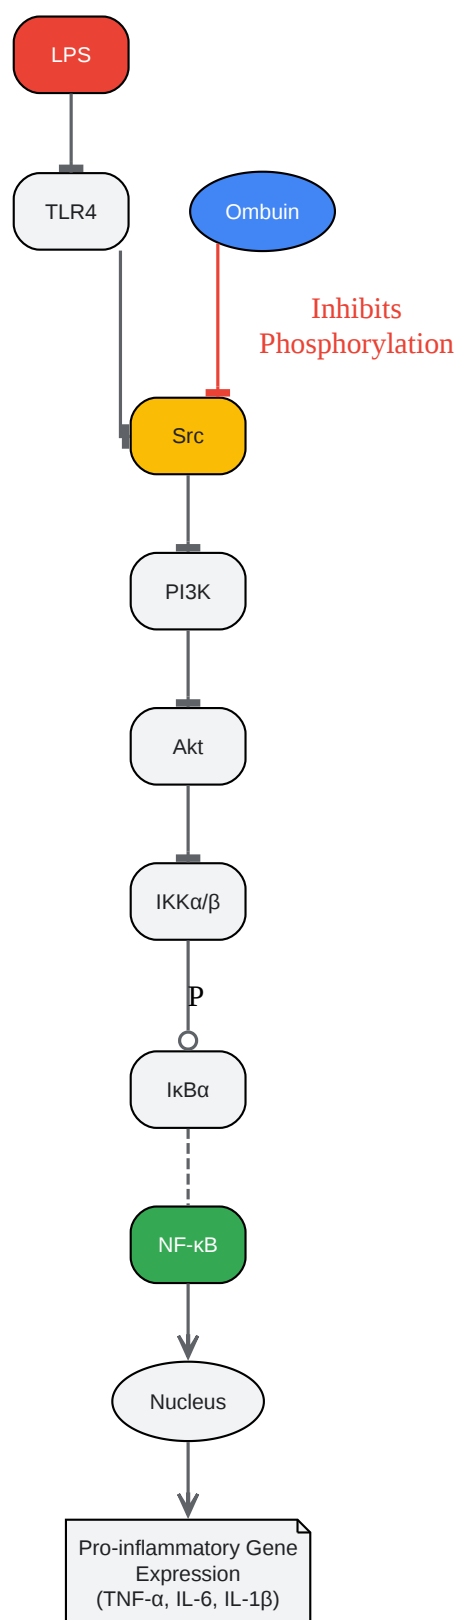 LPS
TLR4
Ombuin
Inhibits
Phosphorylation
Src
PI3K
Akt
IKKα/β
P
IκBα
NF-κB
Nucleus
Pro-inflammatory Gene
Expression
(TNF-α, IL-6, IL-1β)